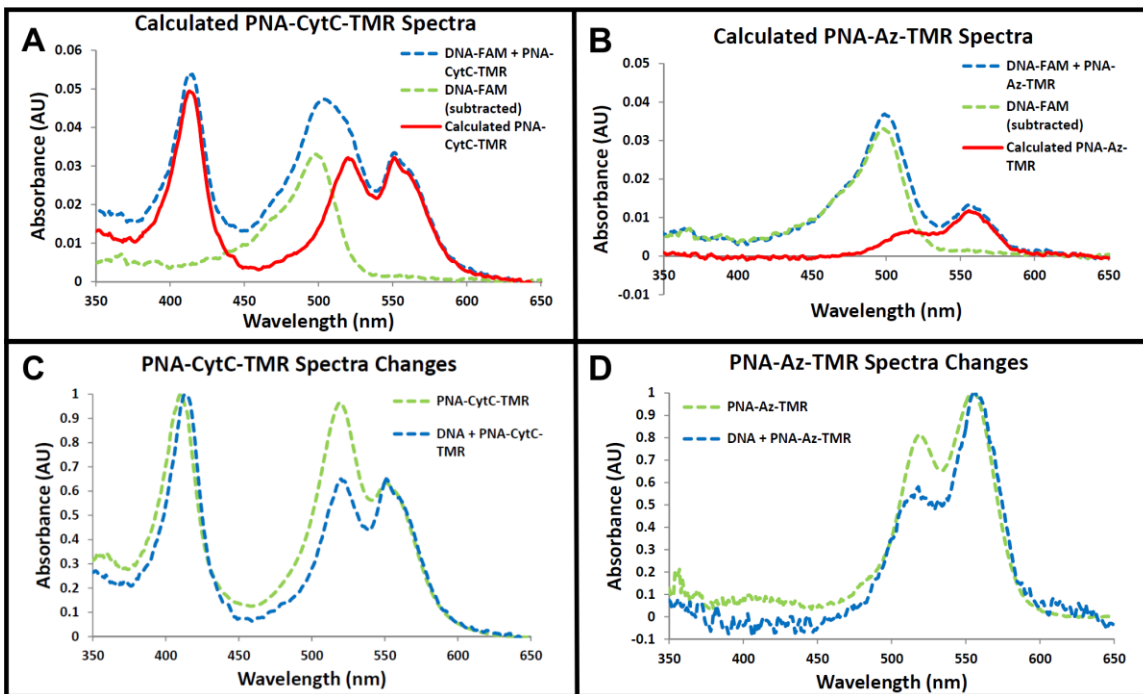 A
Calculated PNA-CytC-TMR Spectra
DNA-FAM + PNA-
CytC-TMR
DNA-FAM
(subtracted)
Calculated PNA-
CytC-TMR
Absorbance (AU)
0.06
0.05
0.04
0.03
0.02
0.01
0
350 400 450 500 550 600 650
Wavelength (nm)
B
Calculated PNA-Az-TMR Spectra
DNA-FAM + PNA-
Az-TMR
DNA-FAM
(subtracted)
Calculated PNA-Az-
TMR
Absorbance (AU)
0.05
0.04
0.03
0.02
0.01
0
-0.01
350 400 450 500 550 600 650
Wavelength (nm)
C
PNA-CytC-TMR Spectra Changes
PNA-CytC-TMR
DNA + PNA-CytC-
TMR
Absorbance (AU)
1
0.9
0.8
0.7
0.6
0.5
0.4
0.3
0.2
0.1
0
350 400 450 500 550 600 650
Wavelength (nm)
D
PNA-Az-TMR Spectra Changes
PNA-Az-TMR
DNA + PNA-Az-TMR
Absorbance (AU)
1
0.9
0.8
0.7
0.6
0.5
0.4
0.3
0.2
0.1
0
-0.1
350 400 450 500 550 600 650
Wavelength (nm)